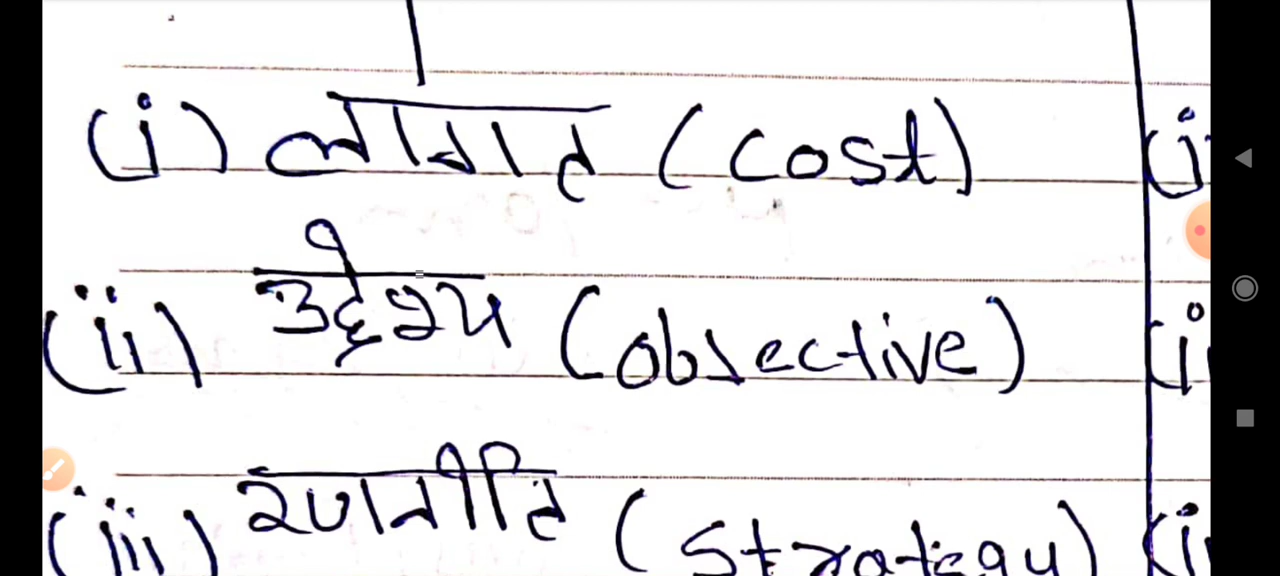 (i) लागत (cost)
(ii) उद्देश्य (objective)
(iii) रणनीति (strategy)